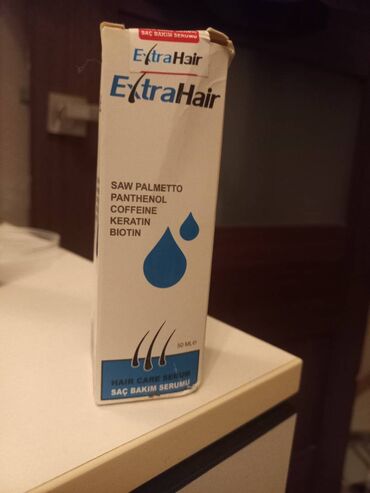 SAÇ BAKIM SERUMU
ExtraHair
ExtraHair
SAW PALMETTO
PANTHENOL
COFFEINE
KERATIN
BIOTIN
50 ML e
HAIR CARE SERUM
SAÇ BAKIM SERUMU